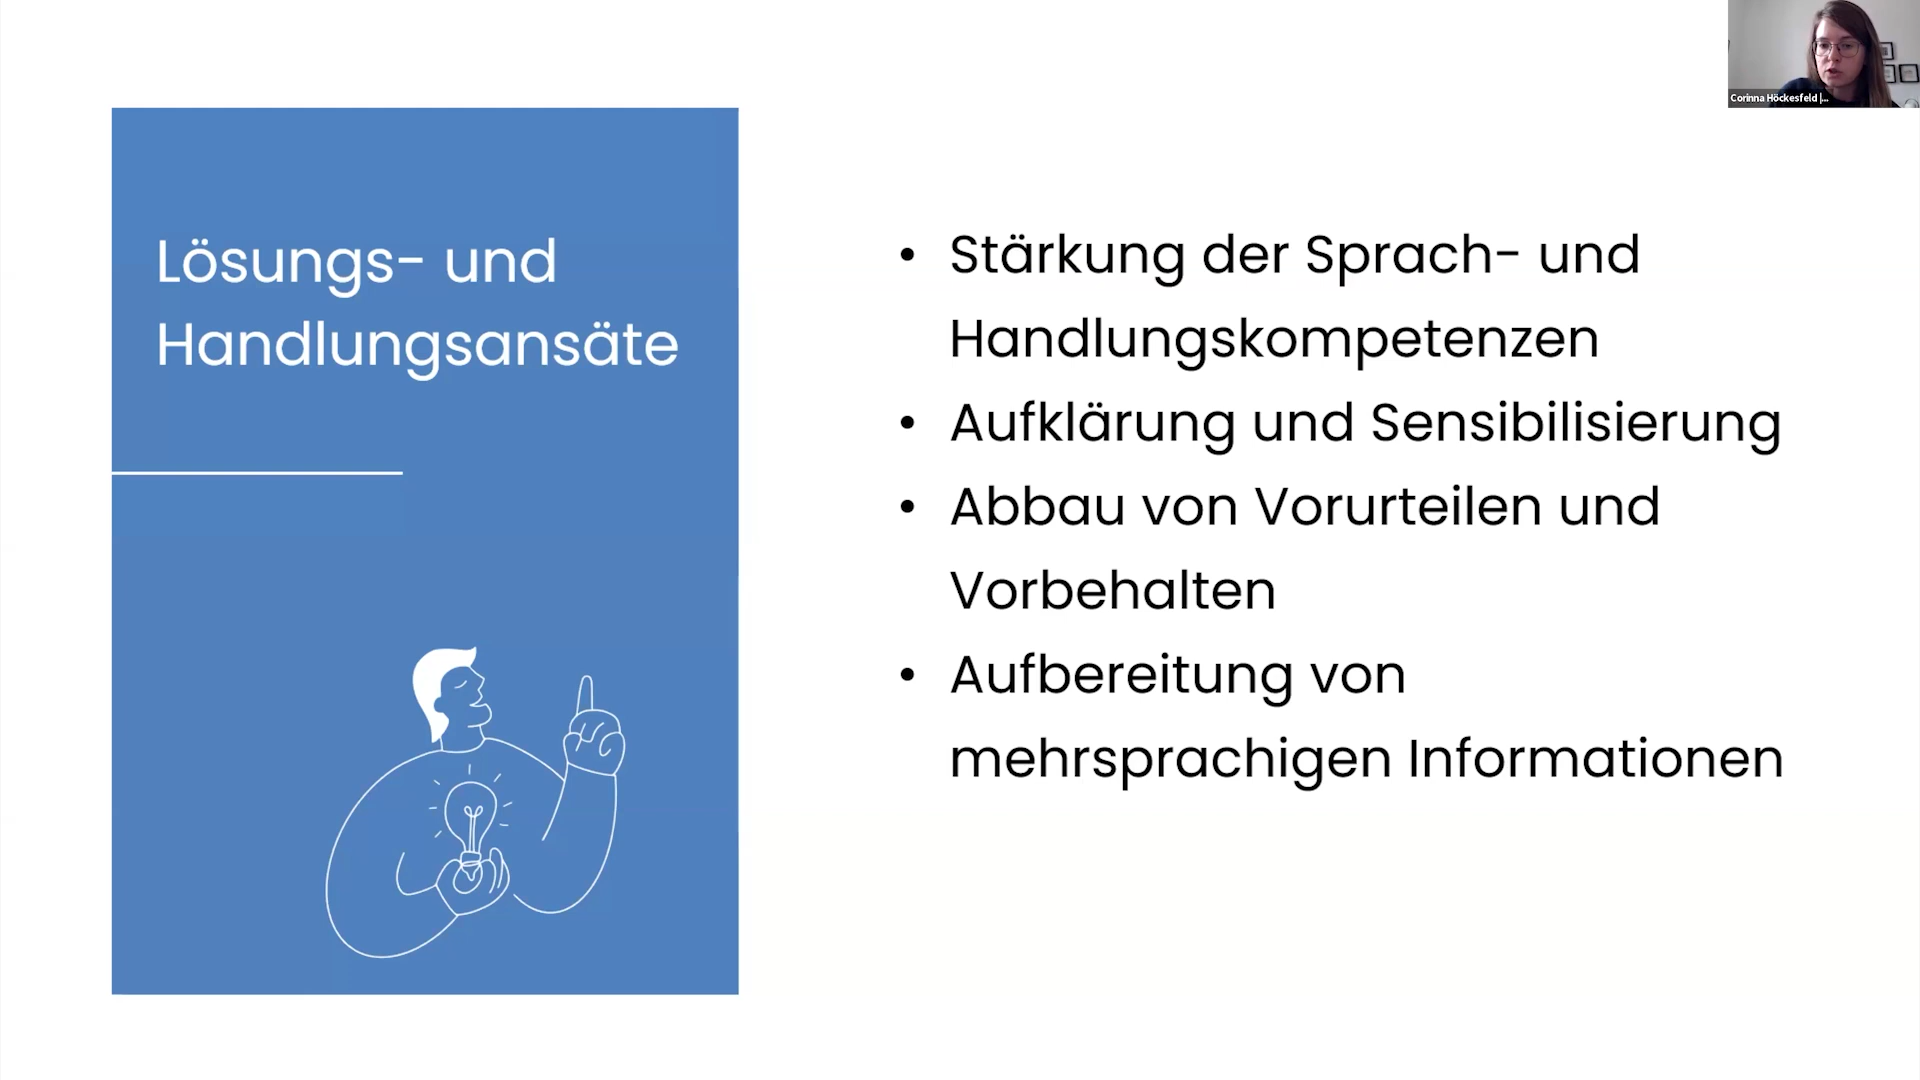 Lösungs- und
Handlungsansäte
• Stärkung der Sprach- und
Handlungskompetenzen
• Aufklärung und Sensibilisierung
• Abbau von Vorurteilen und
Vorbehalten
• Aufbereitung von
mehrsprachigen Informationen
Corinna Höckesfeld |...